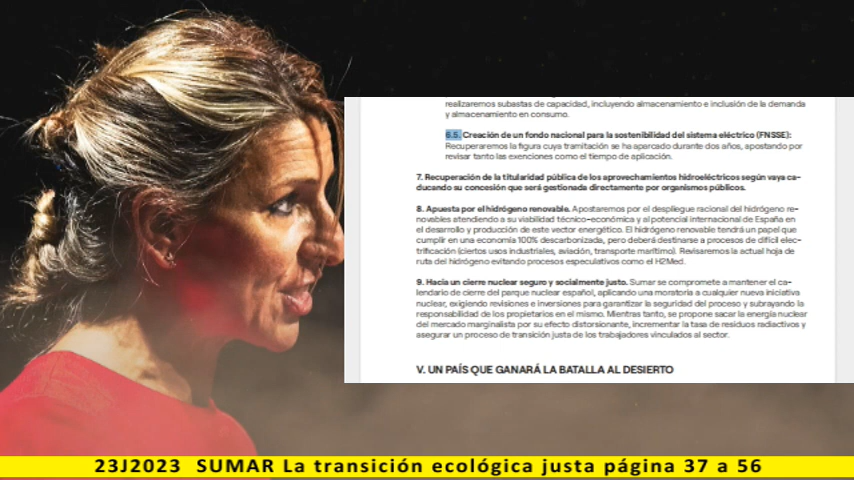 realizaremos subastas de capacidad, incluyendo almacenamiento e inclusión de la demanda
y almacenamiento en consumo.
6.5. Creación de un fondo nacional para la sostenibilidad del sistema eléctrico (FNSSE):
Recuperaremos la figura cuya tramitación se ha aparcado durante dos años, apostando por
revisar tanto las exenciones como el tiempo de aplicación.
7. Recuperación de la titularidad pública de los aprovechamientos hidroeléctricos según vaya ca-
ducando su concesión que será gestionada directamente por organismos públicos.
8. Apuesta por el hidrógeno renovable. Apostaremos por el despliegue racional del hidrógeno re-
novables atendiendo a su viabilidad técnico-económica y al potencial internacional de España en
el desarrollo y producción de este vector energético. El hidrógeno renovable tendrá un papel que
cumplir en una economía 100% descarbonizada, pero deberá destinarse a procesos de difícil elec-
trificación (ciertos usos industriales, aviación, transporte marítimo). Revisaremos la actual hoja de
ruta del hidrógeno evitando procesos especulativos como el H2Med.
9. Hacia un cierre nuclear seguro y socialmente justo. Sumar se compromete a mantener el ca-
lendario de cierre del parque nuclear español, aplicando una moratoria a cualquier nueva iniciativa
nuclear, exigiendo revisiones e inversiones para garantizar la seguridad del proceso y subrayando la
responsabilidad de los propietarios en el mismo. Mientras tanto, se propone sacar la energía nuclear
del mercado marginalista por su efecto distorsionante, incrementar la tasa de residuos radiactivos y
asegurar un proceso de transición justa de los trabajadores vinculados al sector.
V. UN PAÍS QUE GANARÁ LA BATALLA AL DESIERTO
23J2023 SUMAR La transición ecológica justa página 37 a 56